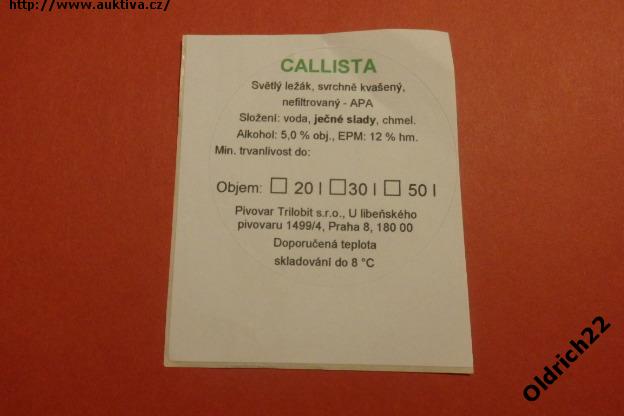 http://www.auktiva.cz/
CALLISTA
Světlý ležák, svrchně kvašený,
nefiltrovaný - APA
Složení: voda, ječné slady, chmel.
Alkohol: 5,0 % obj., EPM: 12 % hm.
Min. trvanlivost do:
Objem: ☐ 20 l ☐ 30 l ☐ 50 l
Pivovar Trilobit s.r.o., U libeňského
pivovaru 1499/4, Praha 8, 180 00
Doporučená teplota
skladování do 8 °C
Oldrich22